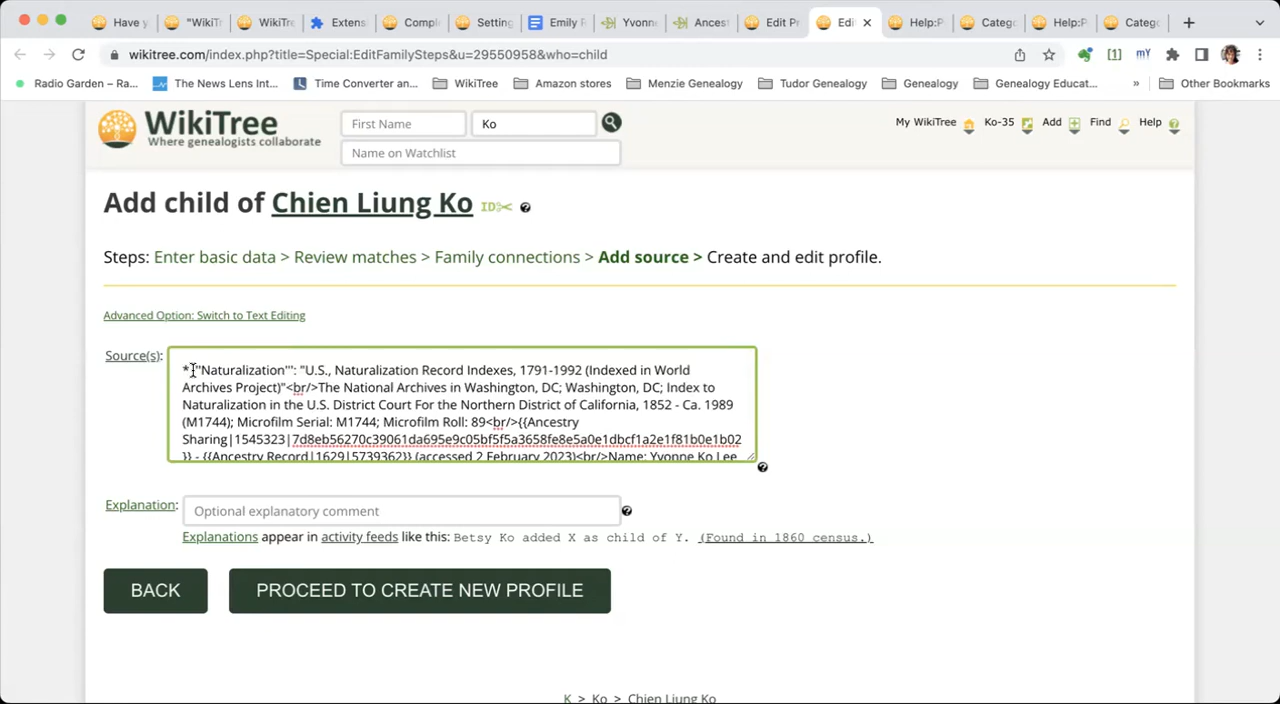 Have y
"WikiTr
WikiTre
Extens
Comple
Setting
Emily F
Yvonne
Ancest
Edit Pr
Edi
Help:P
Catego
Help:P
Catego
wikitree.com/index.php?title=Special:EditFamilySteps&u=29550958&who=child
Radio Garden – Ra...
The News Lens Int...
Time Converter an...
WikiTree
Amazon stores
Menzie Genealogy
Tudor Genealogy
Genealogy
Genealogy Educat...
»
Other Bookmarks
WikiTree
Where genealogists collaborate
First Name
Ko
Name on Watchlist
My WikiTree
Ko-35
Add
Find
Help
Add child of Chien Liung Ko ID
Steps: Enter basic data > Review matches > Family connections > Add source > Create and edit profile.
Advanced Option: Switch to Text Editing
Source(s):
*'''Naturalization''': "U.S., Naturalization Record Indexes, 1791-1992 (Indexed in World
Archives Project)"<br/>The National Archives in Washington, DC; Washington, DC; Index to
Naturalization in the U.S. District Court For the Northern District of California, 1852 - Ca. 1989
(M1744); Microfilm Serial: M1744; Microfilm Roll: 89<br/>{{Ancestry
Sharing|1545323|7d8eb56270c39061da695e9c05bf5f5a3658fe8e5a0e1dbcf1a2e1f81b0e1b02
}} - {{Ancestry Record|1629|5739362}} (accessed 2 February 2023)<br/>Name: Yvonne Ko Lee
Explanation:
Optional explanatory comment
Explanations appear in activity feeds like this: Betsy Ko added X as child of Y. (Found in 1860 census.)
BACK
PROCEED TO CREATE NEW PROFILE
K > Ko > Chien Liung Ko